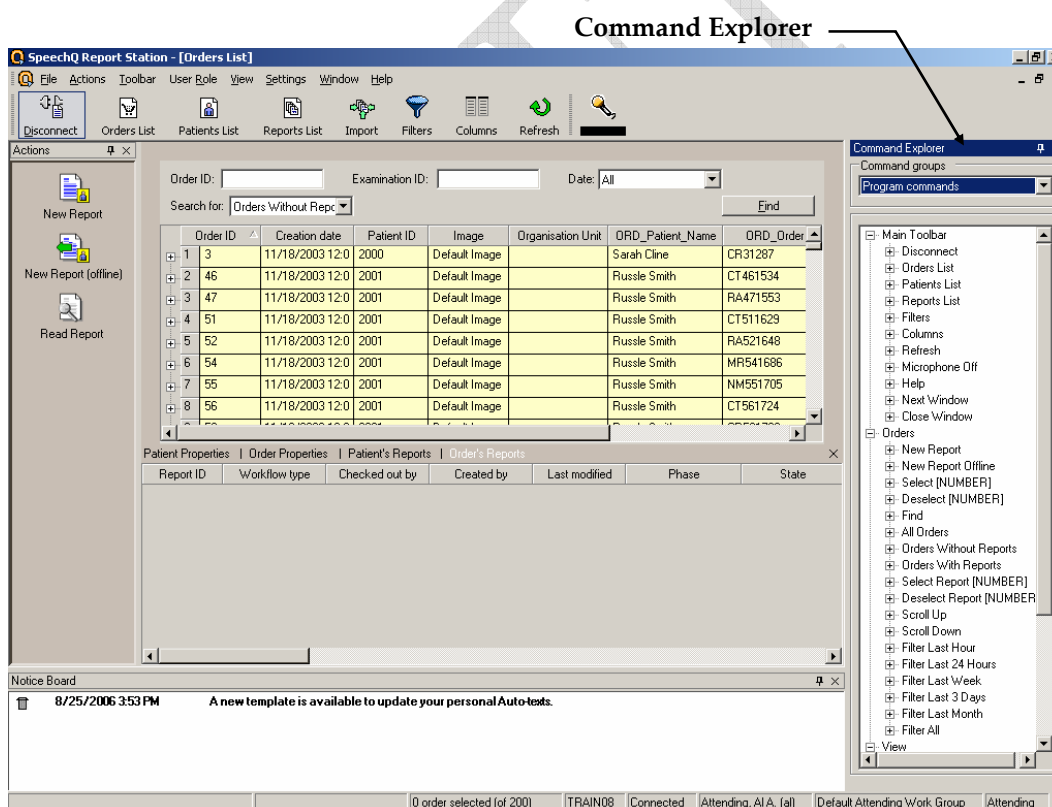 Command Explorer
SpeechQ Report Station - [Orders List]
File Actions Toolbar User Role View Settings Window Help
Disconnect Orders List Patients List Reports List Import Filters Columns Refresh
Actions
New Report
New Report (offline)
Read Report
Order ID: Examination ID: Date: All
Search for: Orders Without Repc Find
Order ID Creation date Patient ID Image Organisation Unit ORD_Patient_Name ORD_Order
1 3 11/18/2003 12:0 2000 Default Image Sarah Cline CR31287
2 46 11/18/2003 12:0 2001 Default Image Russle Smith CT461534
3 47 11/18/2003 12:0 2001 Default Image Russle Smith RA471553
4 51 11/18/2003 12:0 2001 Default Image Russle Smith CT511629
5 52 11/18/2003 12:0 2001 Default Image Russle Smith RA521648
6 54 11/18/2003 12:0 2001 Default Image Russle Smith MR541686
7 55 11/18/2003 12:0 2001 Default Image Russle Smith NM551705
8 56 11/18/2003 12:0 2001 Default Image Russle Smith CT561724
Patient Properties | Order Properties | Patient's Reports | Order's Reports
Report ID Workflow type Checked out by Created by Last modified Phase State
Command Explorer
Command groups
Program commands
Main Toolbar
Disconnect
Orders List
Patients List
Reports List
Filters
Columns
Refresh
Microphone Off
Help
Next Window
Close Window
Orders
New Report
New Report Offline
Select [NUMBER]
Deselect [NUMBER]
Find
All Orders
Orders Without Reports
Orders With Reports
Select Report [NUMBER]
Deselect Report [NUMBER
Scroll Up
Scroll Down
Filter Last Hour
Filter Last 24 Hours
Filter Last Week
Filter Last 3 Days
Filter Last Month
Filter All
View
Notice Board
8/25/2006 3:53 PM A new template is available to update your personal Auto-texts.
0 order selected (of 200) TRAIN08 Connected Attending, Al A. (al) Default Attending Work Group Attending